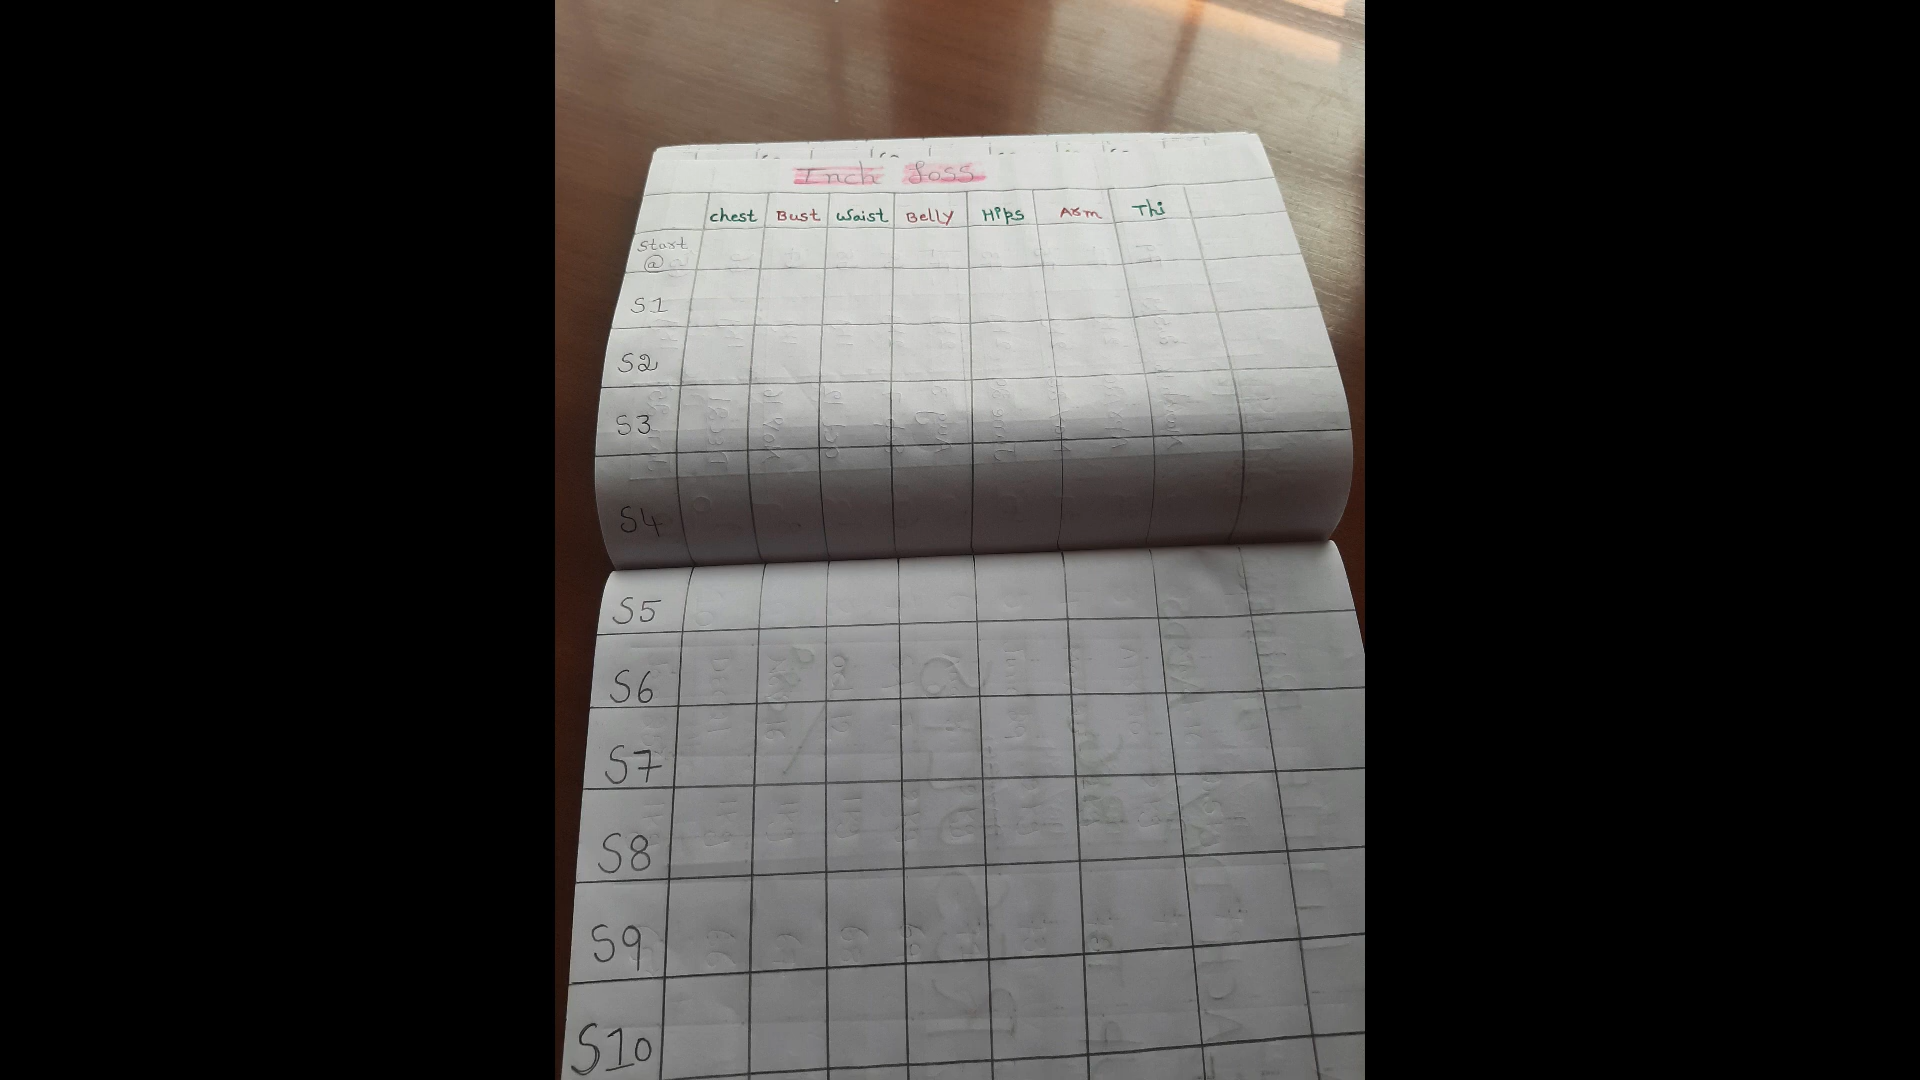 Inch Loss
chest Bust Waist Belly Hips Arm Thi
Start
@
S1
S2
S3
S4
S5
S6
S7
S8
S9
S10